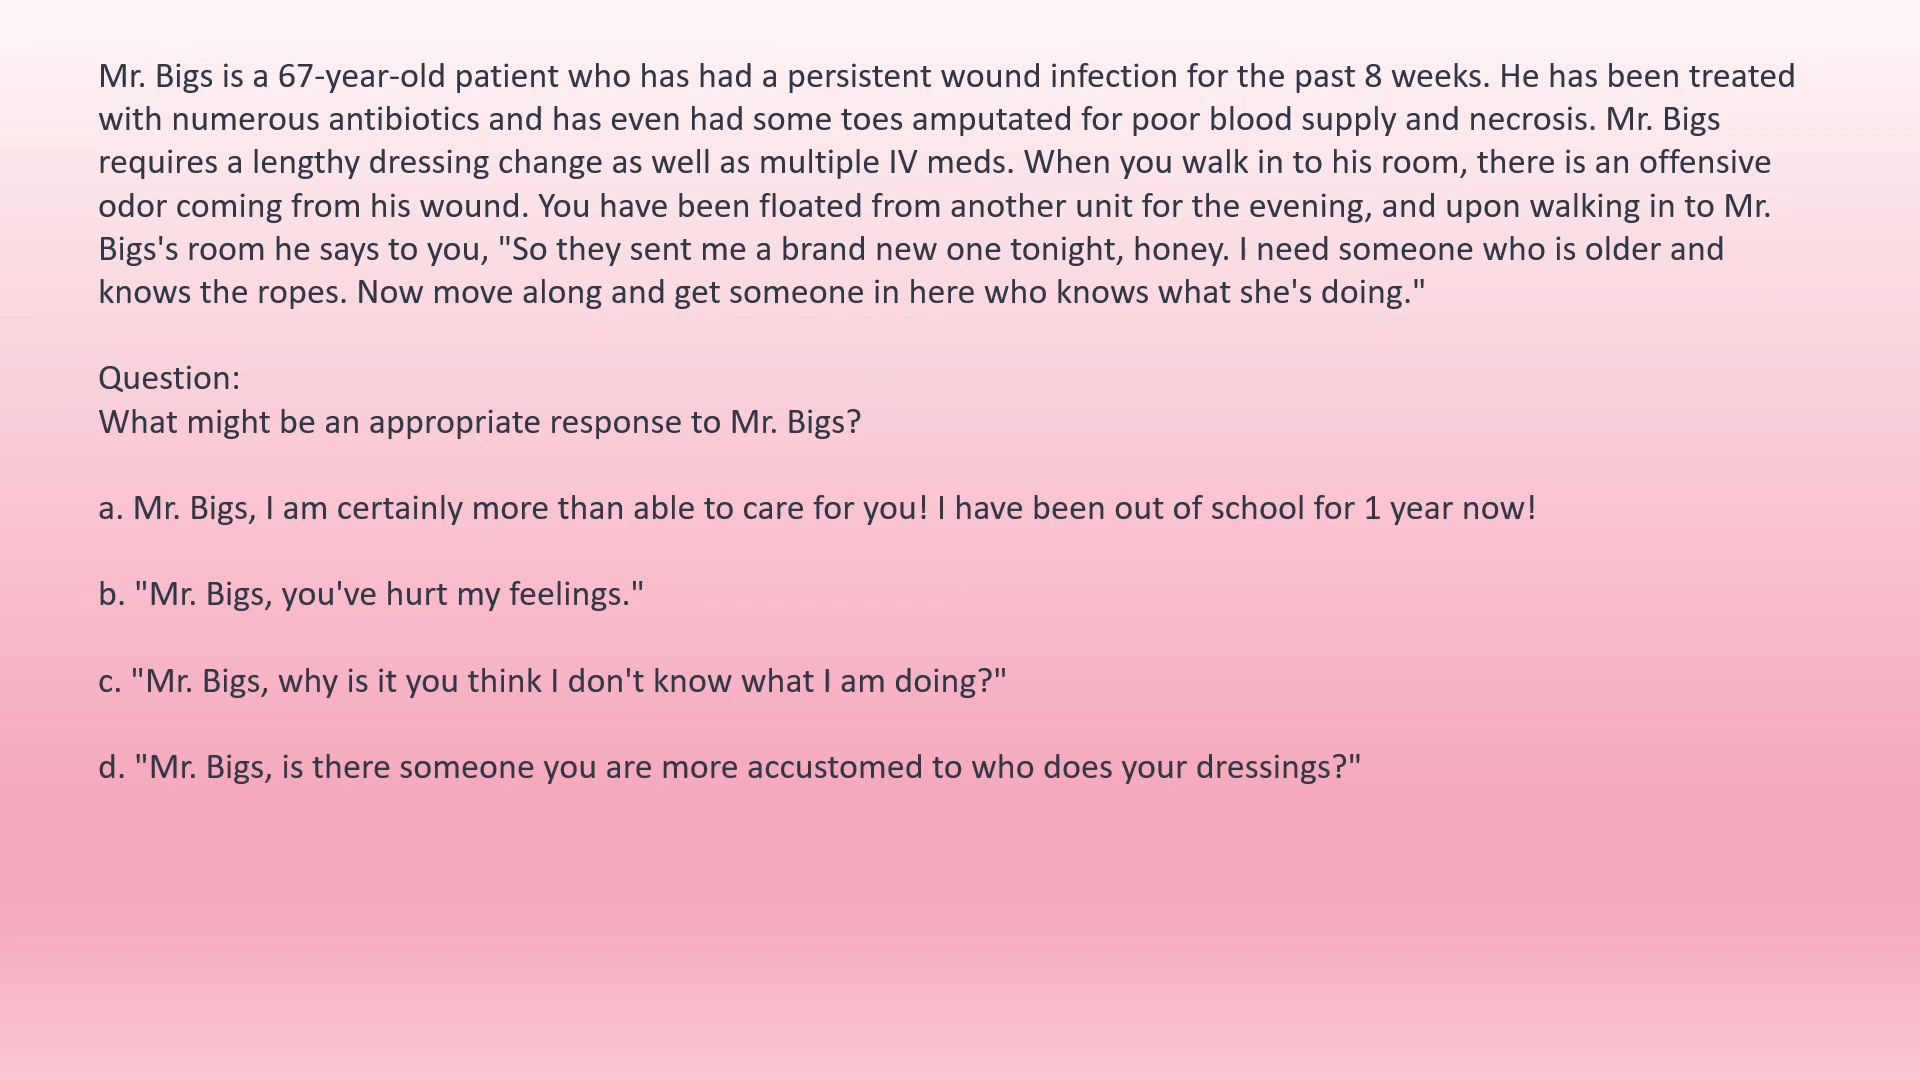 Mr. Bigs is a 67-year-old patient who has had a persistent wound infection for the past 8 weeks. He has been treated
with numerous antibiotics and has even had some toes amputated for poor blood supply and necrosis. Mr. Bigs
requires a lengthy dressing change as well as multiple IV meds. When you walk in to his room, there is an offensive
odor coming from his wound. You have been floated from another unit for the evening, and upon walking in to Mr.
Bigs's room he says to you, "So they sent me a brand new one tonight, honey. I need someone who is older and
knows the ropes. Now move along and get someone in here who knows what she's doing."
Question:
What might be an appropriate response to Mr. Bigs?
a. Mr. Bigs, I am certainly more than able to care for you! I have been out of school for 1 year now!
b. "Mr. Bigs, you've hurt my feelings."
c. "Mr. Bigs, why is it you think I don't know what I am doing?"
d. "Mr. Bigs, is there someone you are more accustomed to who does your dressings?"